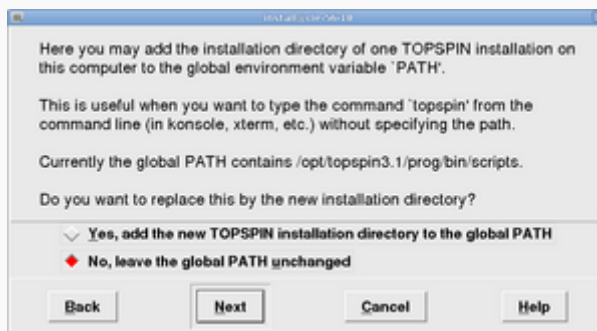 Here you may add the installation directory of one TOPSPIN installation on
this computer to the global environment variable `PATH'.
This is useful when you want to type the command `topspin' from the
command line (in konsole, xterm, etc.) without specifying the path.
Currently the global PATH contains /opt/topspin3.1/prog/bin/scripts.
Do you want to replace this by the new installation directory?
Yes, add the new TOPSPIN installation directory to the global PATH
No, leave the global PATH unchanged
Back Next Cancel Help